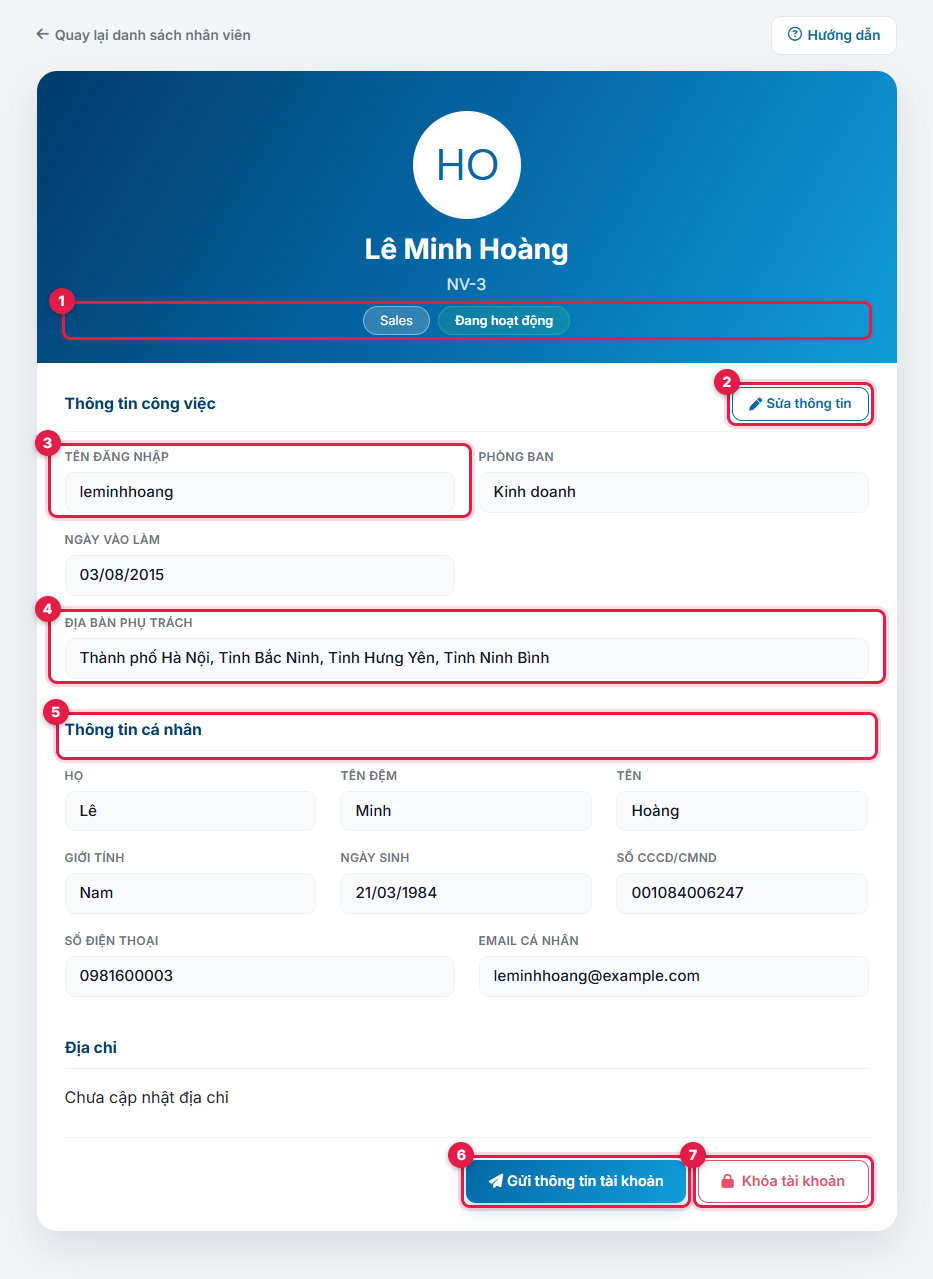 Quay lại danh sách nhân viên
Hướng dẫn
HO
Lê Minh Hoàng
NV-3
1
Sales
Đang hoạt động
2
Thông tin công việc
Sửa thông tin
3
TÊN ĐĂNG NHẬP
PHÒNG BAN
leminhhoang
Kinh doanh
NGÀY VÀO LÀM
03/08/2015
4
ĐỊA BÀN PHỤ TRÁCH
Thành phố Hà Nội, Tỉnh Bắc Ninh, Tỉnh Hưng Yên, Tỉnh Ninh Bình
5
Thông tin cá nhân
HỌ
TÊN ĐỆM
TÊN
Lê
Minh
Hoàng
GIỚI TÍNH
NGÀY SINH
SỐ CCCD/CMND
Nam
21/03/1984
001084006247
SỐ ĐIỆN THOẠI
EMAIL CÁ NHÂN
0981600003
leminhhoang@example.com
Địa chỉ
Chưa cập nhật địa chỉ
6
7
Gửi thông tin tài khoản
Khóa tài khoản